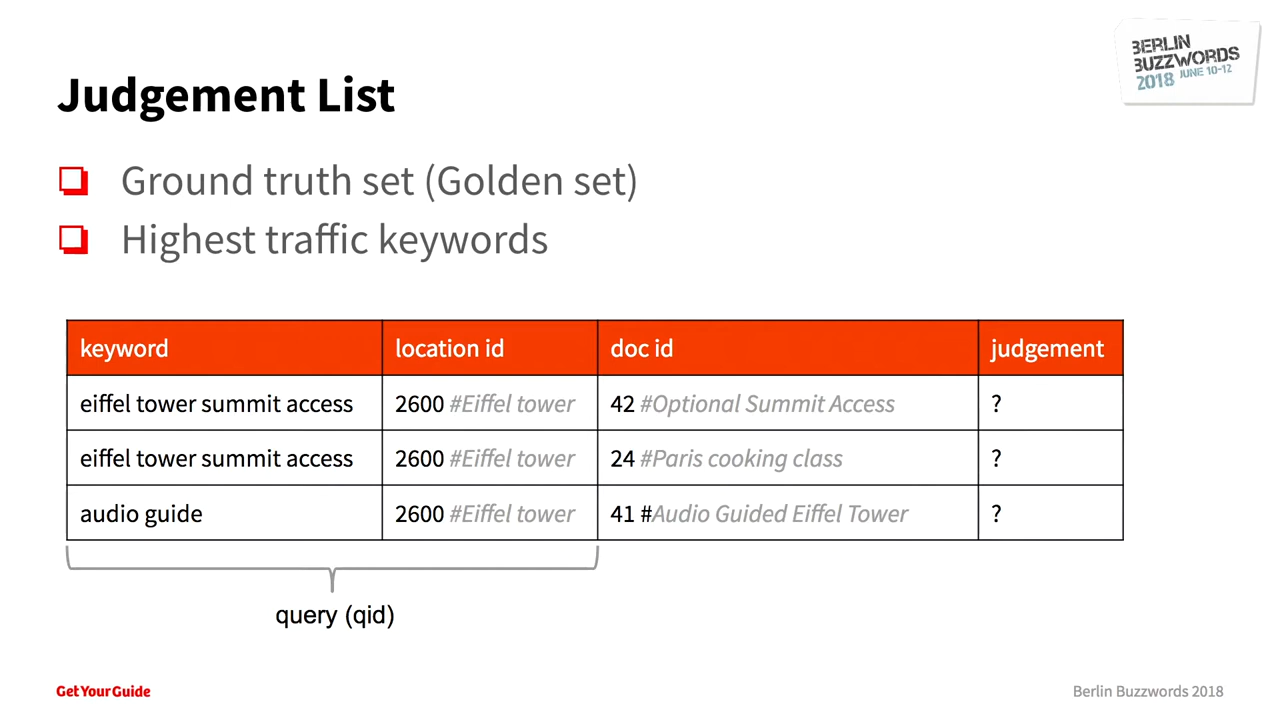 BERLIN
BUZZWORDS
2018 JUNE 10-12
Judgement List
Ground truth set (Golden set)
Highest traffic keywords
keyword location id doc id judgement
eiffel tower summit access 2600 #Eiffel tower 42 #Optional Summit Access ?
eiffel tower summit access 2600 #Eiffel tower 24 #Paris cooking class ?
audio guide 2600 #Eiffel tower 41 #Audio Guided Eiffel Tower ?
query (qid)
GetYourGuide Berlin Buzzwords 2018